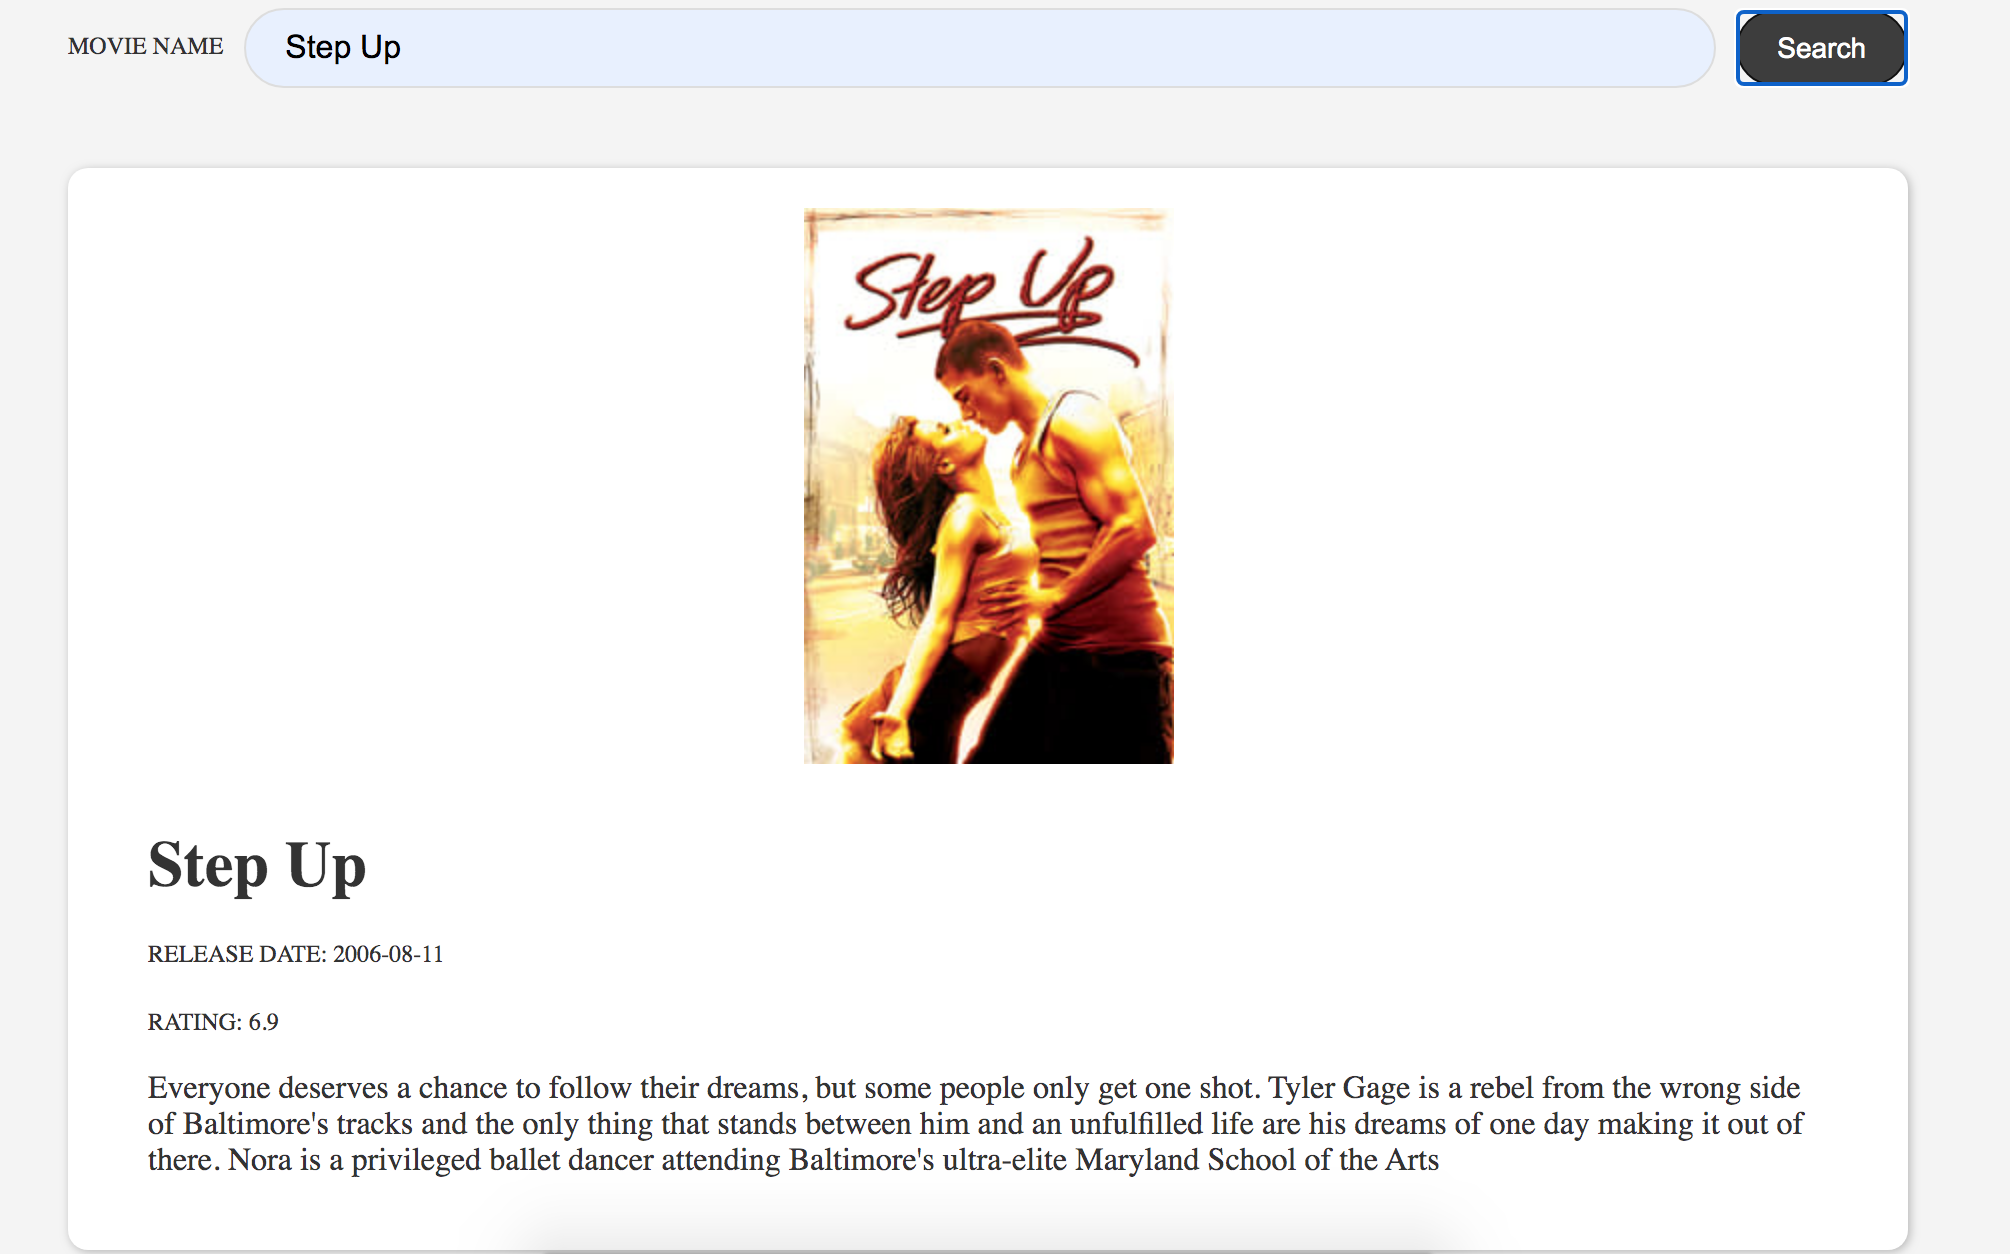 MOVIE NAME
Step Up
Search
Step Up
Step Up
RELEASE DATE: 2006-08-11
RATING: 6.9
Everyone deserves a chance to follow their dreams, but some people only get one shot. Tyler Gage is a rebel from the wrong side
of Baltimore's tracks and the only thing that stands between him and an unfulfilled life are his dreams of one day making it out of
there. Nora is a privileged ballet dancer attending Baltimore's ultra-elite Maryland School of the Arts